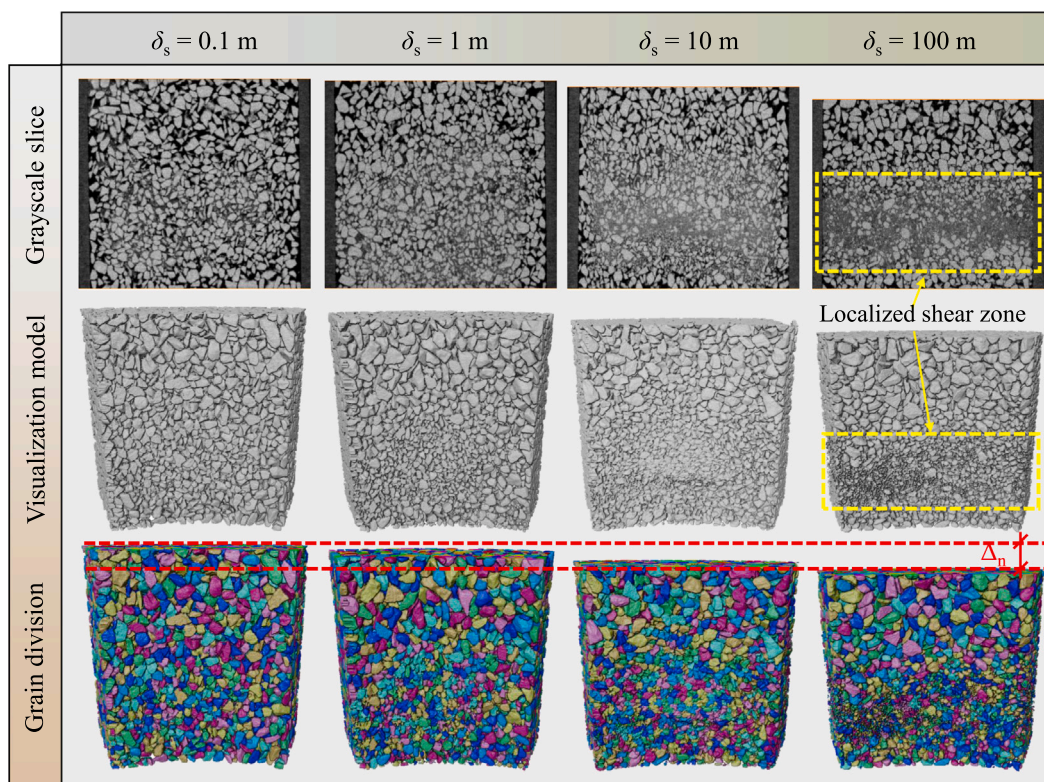 δs = 0.1 m
δs = 1 m
δs = 10 m
δs = 100 m
Grayscale slice
Localized shear zone
Visualization model
Δn
Grain division